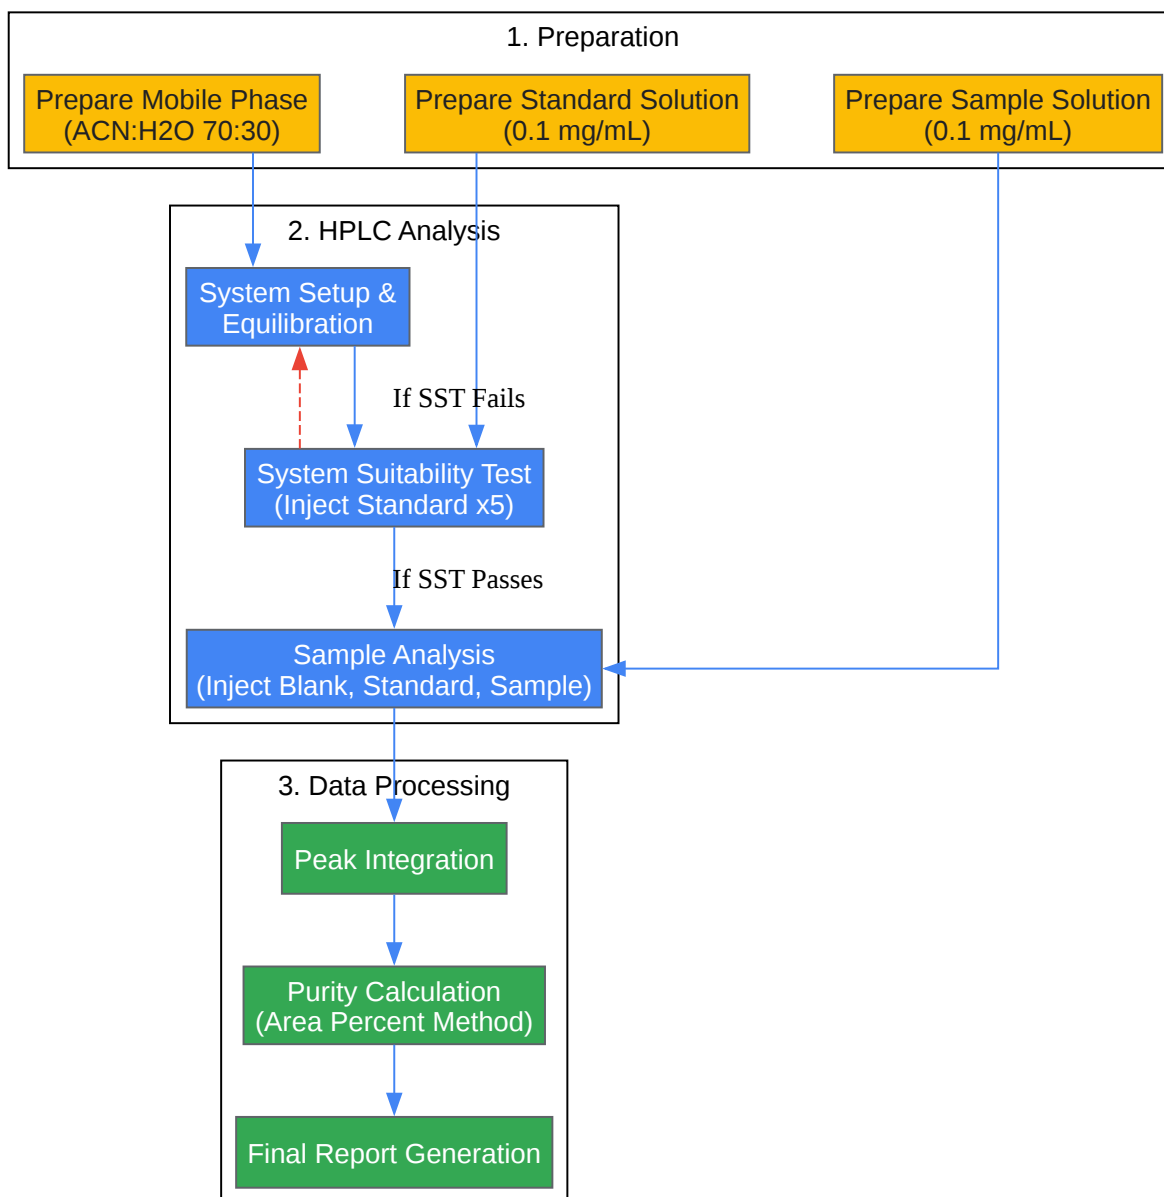 1. Preparation
Prepare Mobile Phase
(ACN:H2O 70:30)
Prepare Standard Solution
(0.1 mg/mL)
Prepare Sample Solution
(0.1 mg/mL)
2. HPLC Analysis
System Setup &
Equilibration
If SST Fails
System Suitability Test
(Inject Standard x5)
If SST Passes
Sample Analysis
(Inject Blank, Standard, Sample)
3. Data Processing
Peak Integration
Purity Calculation
(Area Percent Method)
Final Report Generation